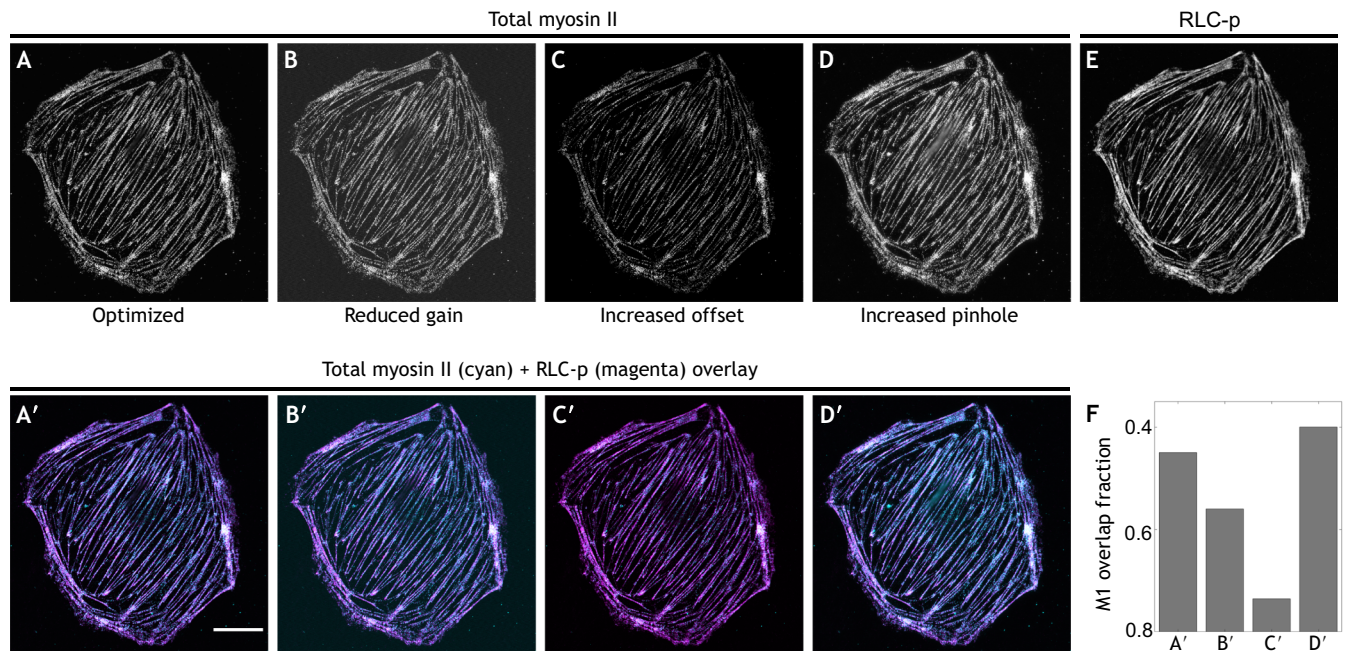 Total myosin II
RLC-p
A
B
C
D
E
Optimized
Reduced gain
Increased offset
Increased pinhole
Total myosin II (cyan) + RLC-p (magenta) overlay
A′
B′
C′
D′
F
M1 overlap fraction
0.4
0.6
0.8
A′
B′
C′
D′